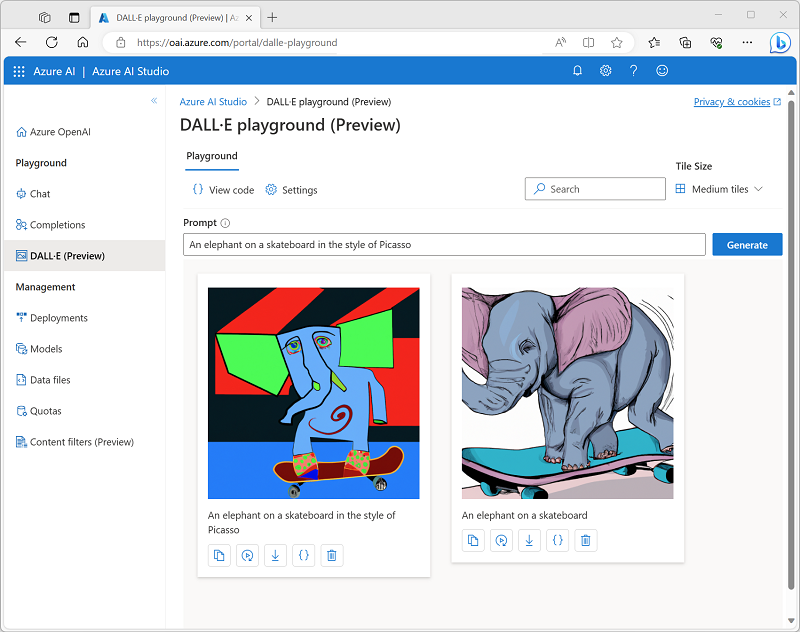 DALL·E playground (Preview) | Az
https://oai.azure.com/portal/dalle-playground
Azure AI | Azure AI Studio
Azure AI Studio > DALL·E playground (Preview)
Privacy & cookies
DALL·E playground (Preview)
Azure OpenAI
Playground
Chat
Completions
DALL·E (Preview)
Management
Deployments
Models
Data files
Quotas
Content filters (Preview)
Playground
View code
Settings
Search
Tile Size
Medium tiles
Prompt
An elephant on a skateboard in the style of Picasso
Generate
An elephant on a skateboard in the style of
Picasso
An elephant on a skateboard